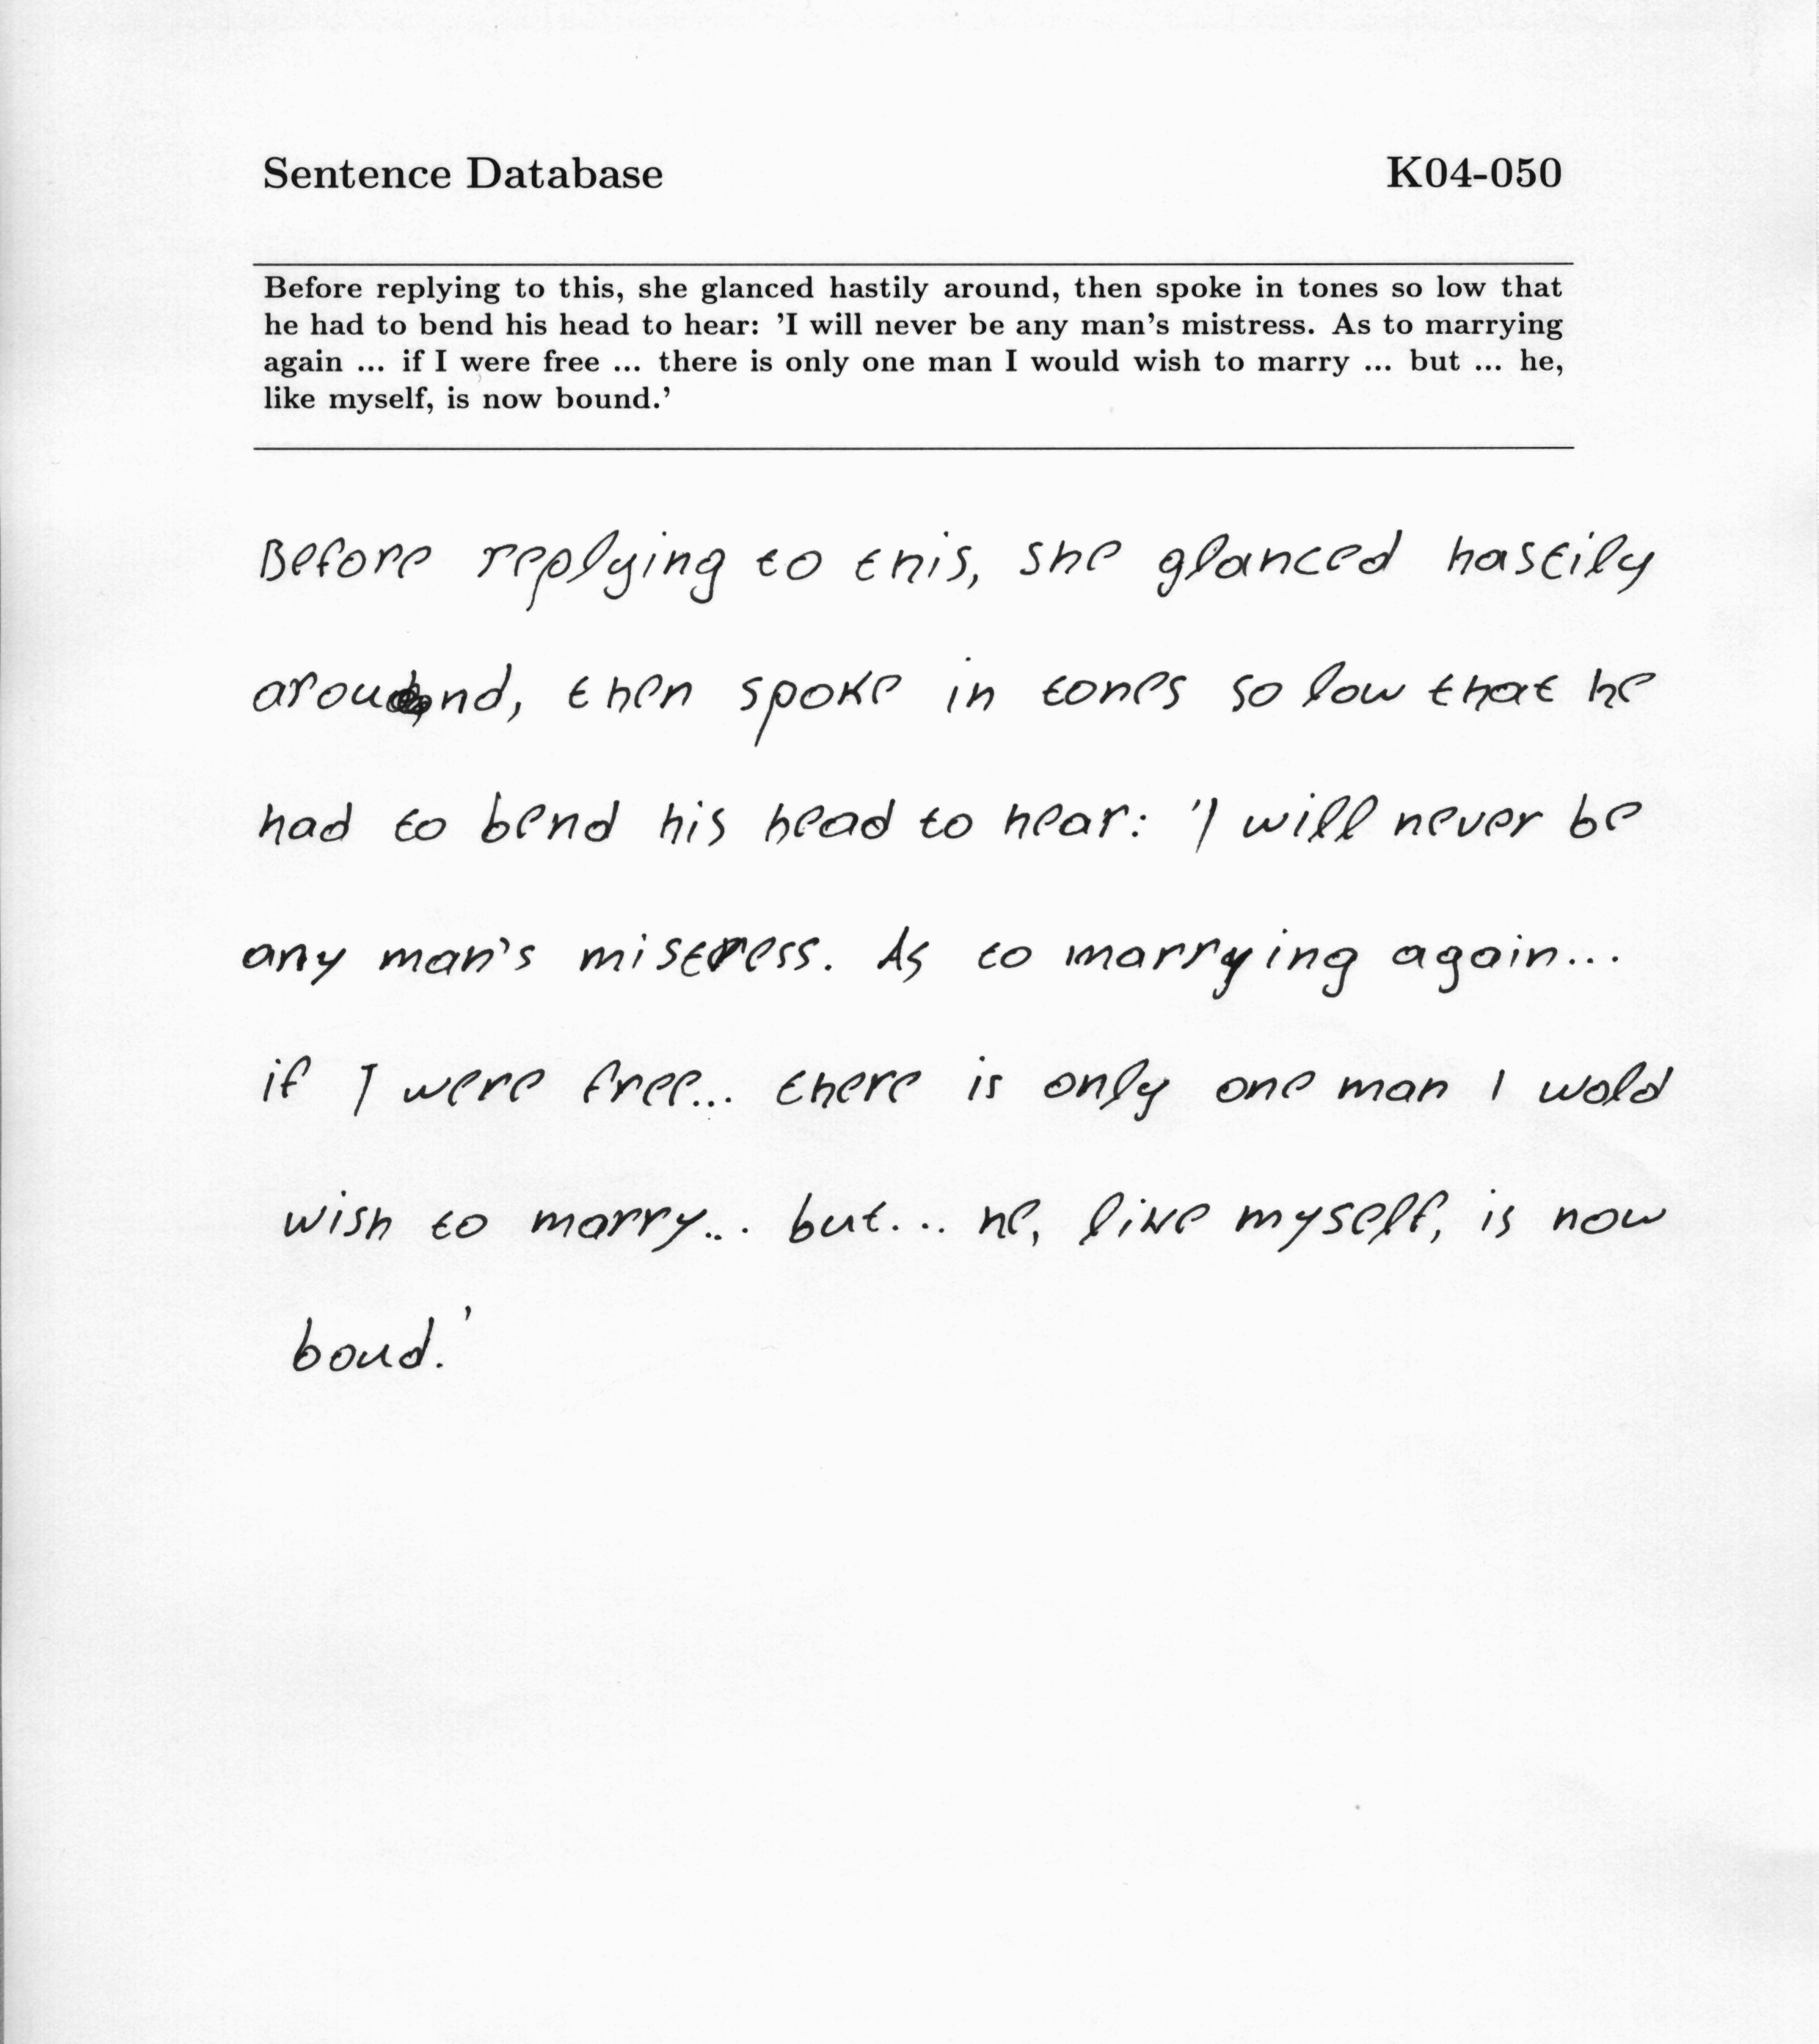 Sentence Database K04-050
Before replying to this, she glanced hastily around, then spoke in tones so low that
he had to bend his head to hear: 'I will never be any man's mistress. As to marrying
again ... if I were free ... there is only one man I would wish to marry ... but ... he,
like myself, is now bound.'
Before replying to this, she glanced hastily
around, then spoke in tones so low that he
had to bend his head to hear: 'I will never be
any man's mistress. As to marrying again...
if I were free... there is only one man I wold
wish to marry... but... he, like myself, is now
boud.'